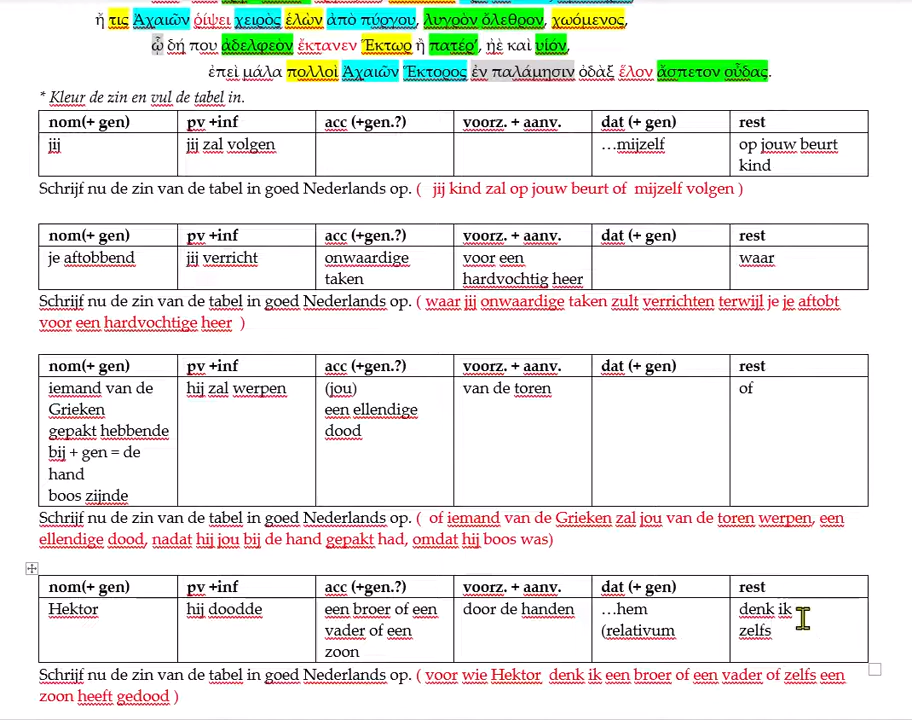 ἤ τις Ἀχαιῶν ῥίψει χειρὸς ἑλὼν ἀπὸ πύργου, λυγρὸν ὄλεθρον, χωόμενος,
ᾧ δή που ἀδελφεὸν ἔκτανεν Ἕκτωρ ἢ πατέρ', ἠὲ καὶ υἱόν,
ἐπεὶ μάλα πολλοὶ Ἀχαιῶν Ἕκτορος ἐν παλάμῃσιν ὀδὰξ ἕλον ἄσπετον οὖδας.
* Kleur de zin en vul de tabel in.
nom(+ gen) pv +inf acc (+gen.?) voorz. + aanv. dat (+ gen) rest
jij jij zal volgen …mijzelf op jouw beurt
kind
Schrijf nu de zin van de tabel in goed Nederlands op. ( jij kind zal op jouw beurt of mijzelf volgen )
nom(+ gen) pv +inf acc (+gen.?) voorz. + aanv. dat (+ gen) rest
je aftobbend jij verricht onwaardige voor een waar
taken hardvochtig heer
Schrijf nu de zin van de tabel in goed Nederlands op. ( waar jij onwaardige taken zult verrichten terwijl je je aftobt
voor een hardvochtige heer )
nom(+ gen) pv +inf acc (+gen.?) voorz. + aanv. dat (+ gen) rest
iemand van de hij zal werpen (jou) van de toren of
Grieken een ellendige
gepakt hebbende dood
bij + gen = de
hand
boos zijnde
Schrijf nu de zin van de tabel in goed Nederlands op. ( of iemand van de Grieken zal jou van de toren werpen, een
ellendige dood, nadat hij jou bij de hand gepakt had, omdat hij boos was)
nom(+ gen) pv +inf acc (+gen.?) voorz. + aanv. dat (+ gen) rest
Hektor hij doodde een broer of een door de handen …hem denk ik
vader of een (relativum zelfs
zoon
Schrijf nu de zin van de tabel in goed Nederlands op. ( voor wie Hektor denk ik een broer of een vader of zelfs een
zoon heeft gedood )